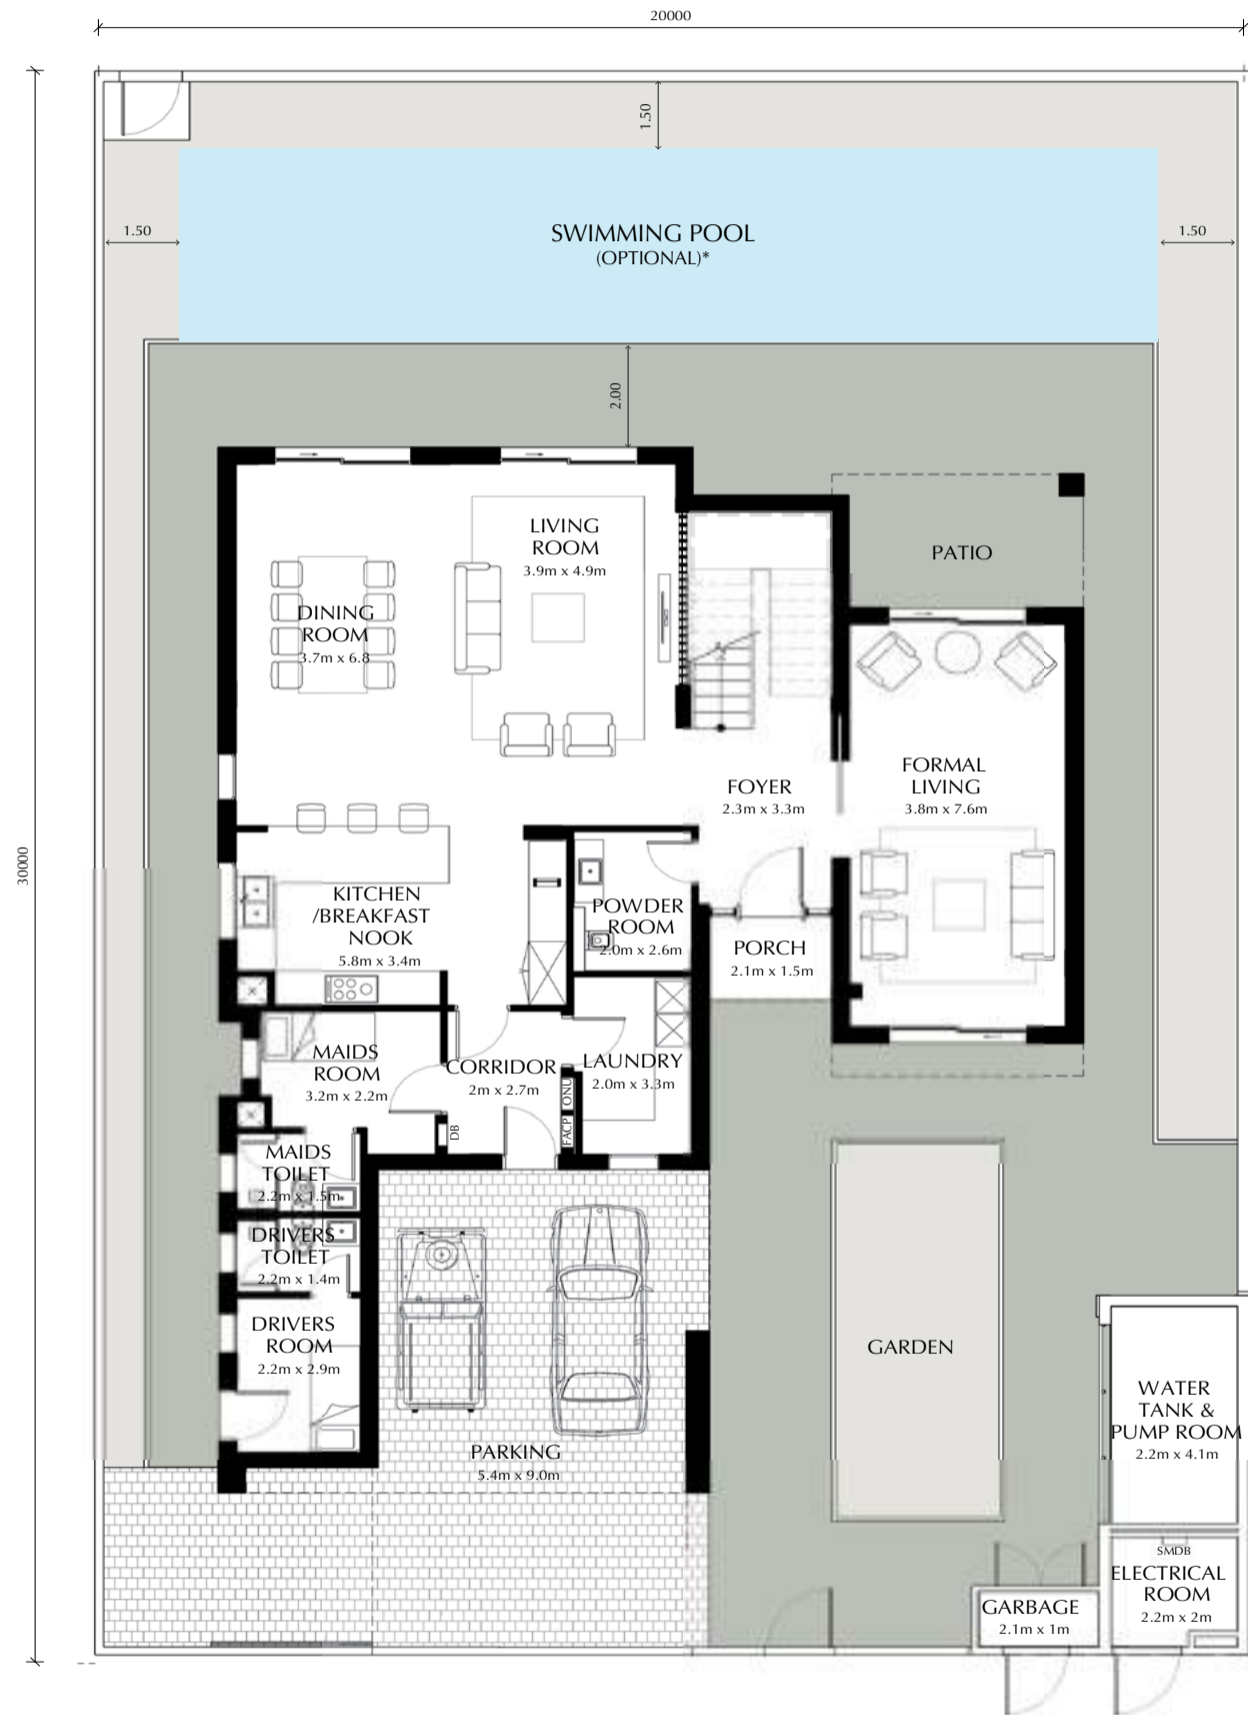 20000
1.50
SWIMMING POOL
(OPTIONAL)*
1.50
1.50
2.00
30000
LIVING
ROOM
3.9m x 4.9m
DINING
ROOM
3.7m x 6.8
PATIO
FORMAL
LIVING
3.8m x 7.6m
FOYER
2.3m x 3.3m
KITCHEN
/BREAKFAST
NOOK
5.8m x 3.4m
POWDER
ROOM
2.0m x 2.6m
PORCH
2.1m x 1.5m
MAIDS
ROOM
3.2m x 2.2m
CORRIDOR
2m x 2.7m
LAUNDRY
2.0m x 3.3m
ONU
FACP
DB
MAIDS
TOILET
2.2m x 1.5m
DRIVERS
TOILET
2.2m x 1.4m
DRIVERS
ROOM
2.2m x 2.9m
PARKING
5.4m x 9.0m
GARDEN
WATER
TANK &
PUMP ROOM
2.2m x 4.1m
SMDB
ELECTRICAL
ROOM
2.2m x 2m
GARBAGE
2.1m x 1m